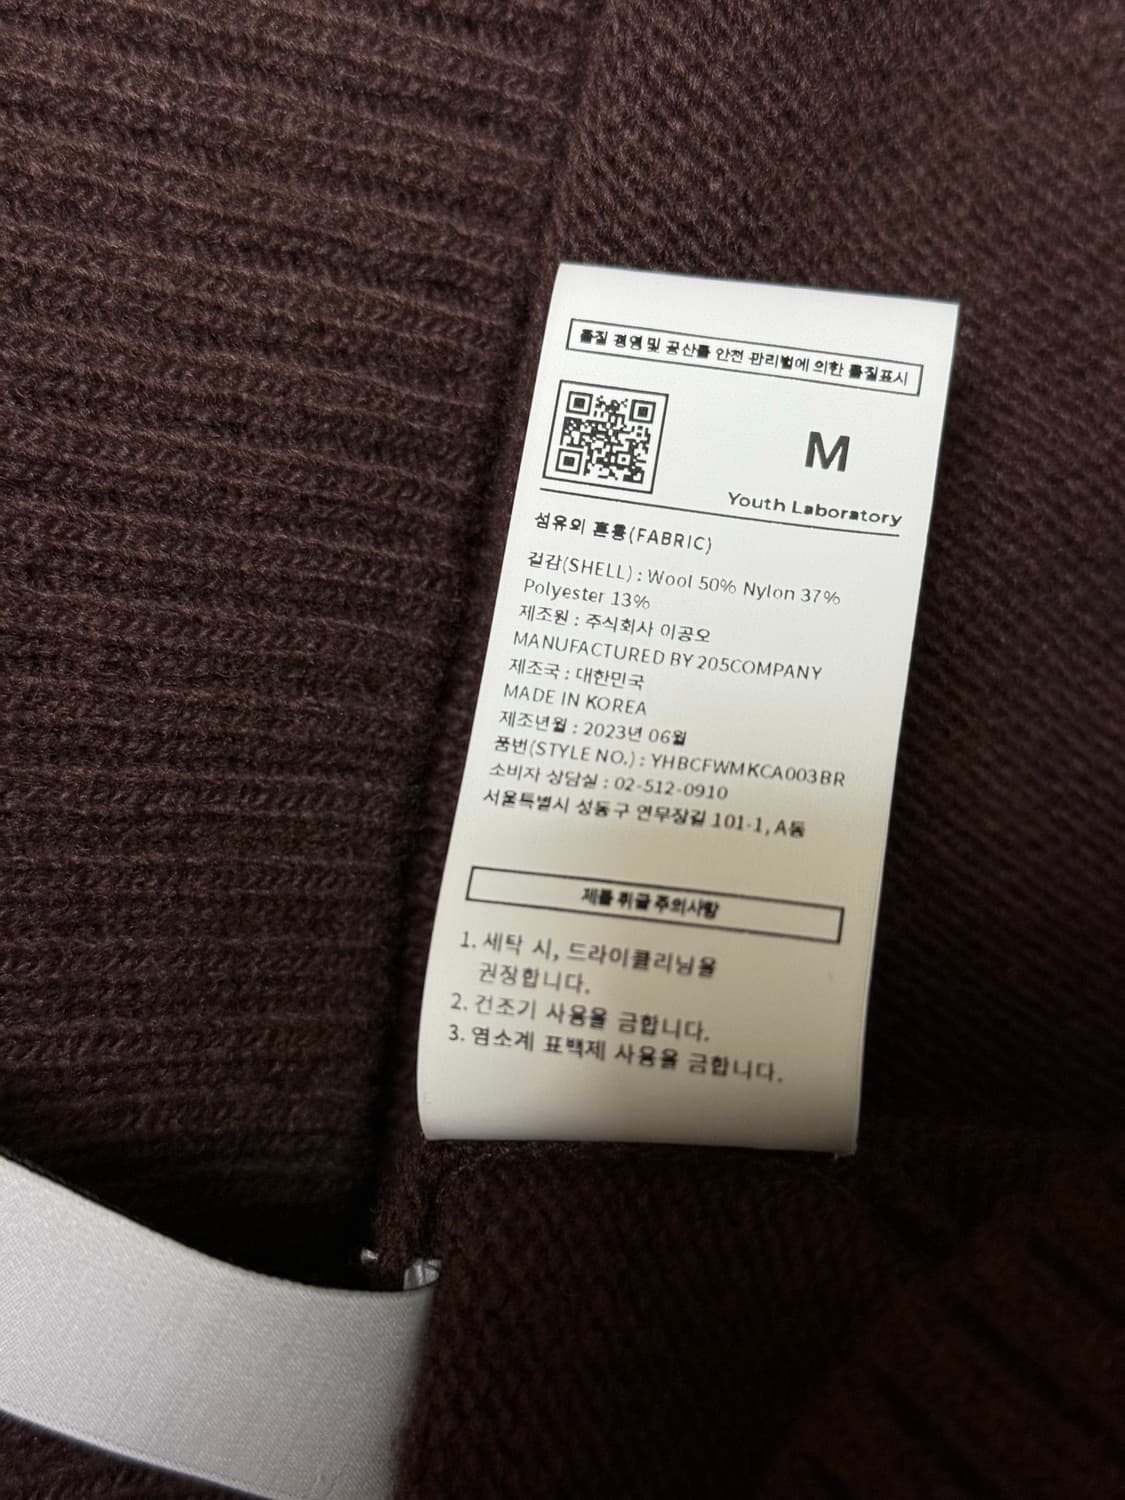 품질 경영 및 공산품 안전 관리법에 의한 품질표시
M
Youth Laboratory
섬유의 혼용(FABRIC)
겉감(SHELL) : Wool 50% Nylon 37%
Polyester 13%
제조원 : 주식회사 이공오
MANUFACTURED BY 205COMPANY
제조국 : 대한민국
MADE IN KOREA
제조년월 : 2023년 06월
품번(STYLE NO.) : YHBCFWMKCA003BR
소비자 상담실 : 02-512-0910
서울특별시 성동구 연무장길 101-1, A동
제품 취급 주의사항
1. 세탁 시, 드라이클리닝을
권장합니다.
2. 건조기 사용을 금합니다.
3. 염소계 표백제 사용을 금합니다.